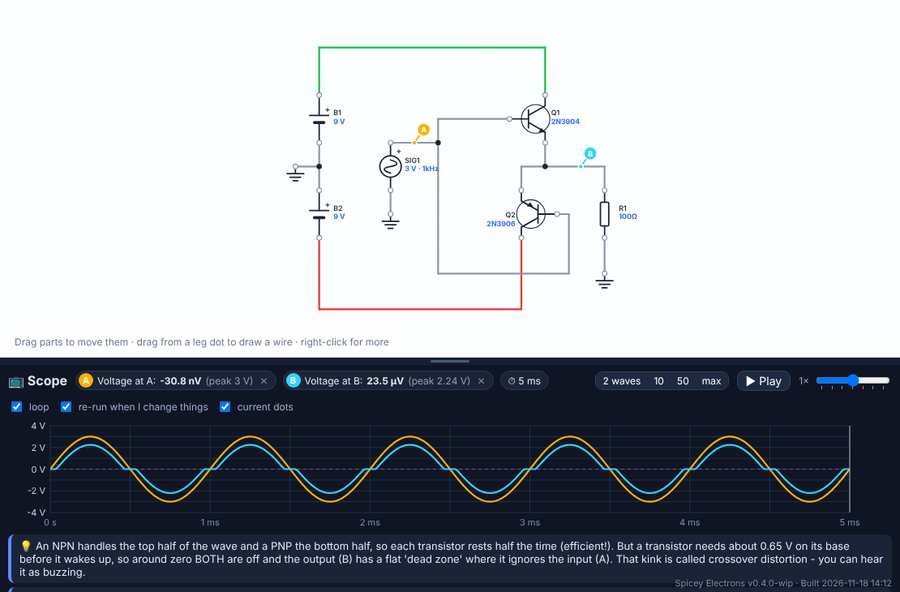 B1
9 V
A
Q1
2N3904
SIG1
3 V · 1kHz
B
B2
9 V
Q2
2N3906
R1
100Ω
Drag parts to move them · drag from a leg dot to draw a wire · right-click for more
📺 Scope
A Voltage at A: -30.8 nV (peak 3 V) ×
B Voltage at B: 23.5 µV (peak 2.24 V) ×
⏱ 5 ms
2 waves 10 50 max
▶ Play
1×
loop
re-run when I change things
current dots
4 V
2 V
0 V
-2 V
-4 V
0 s 1 ms 2 ms 3 ms 4 ms 5 ms
💡 An NPN handles the top half of the wave and a PNP the bottom half, so each transistor rests half the time (efficient!). But a transistor needs about 0.65 V on its base
before it wakes up, so around zero BOTH are off and the output (B) has a flat 'dead zone' where it ignores the input (A). That kink is called crossover distortion - you can hear
it as buzzing.
Spicey Electrons v0.4.0-wip · Built 2026-11-18 14:12